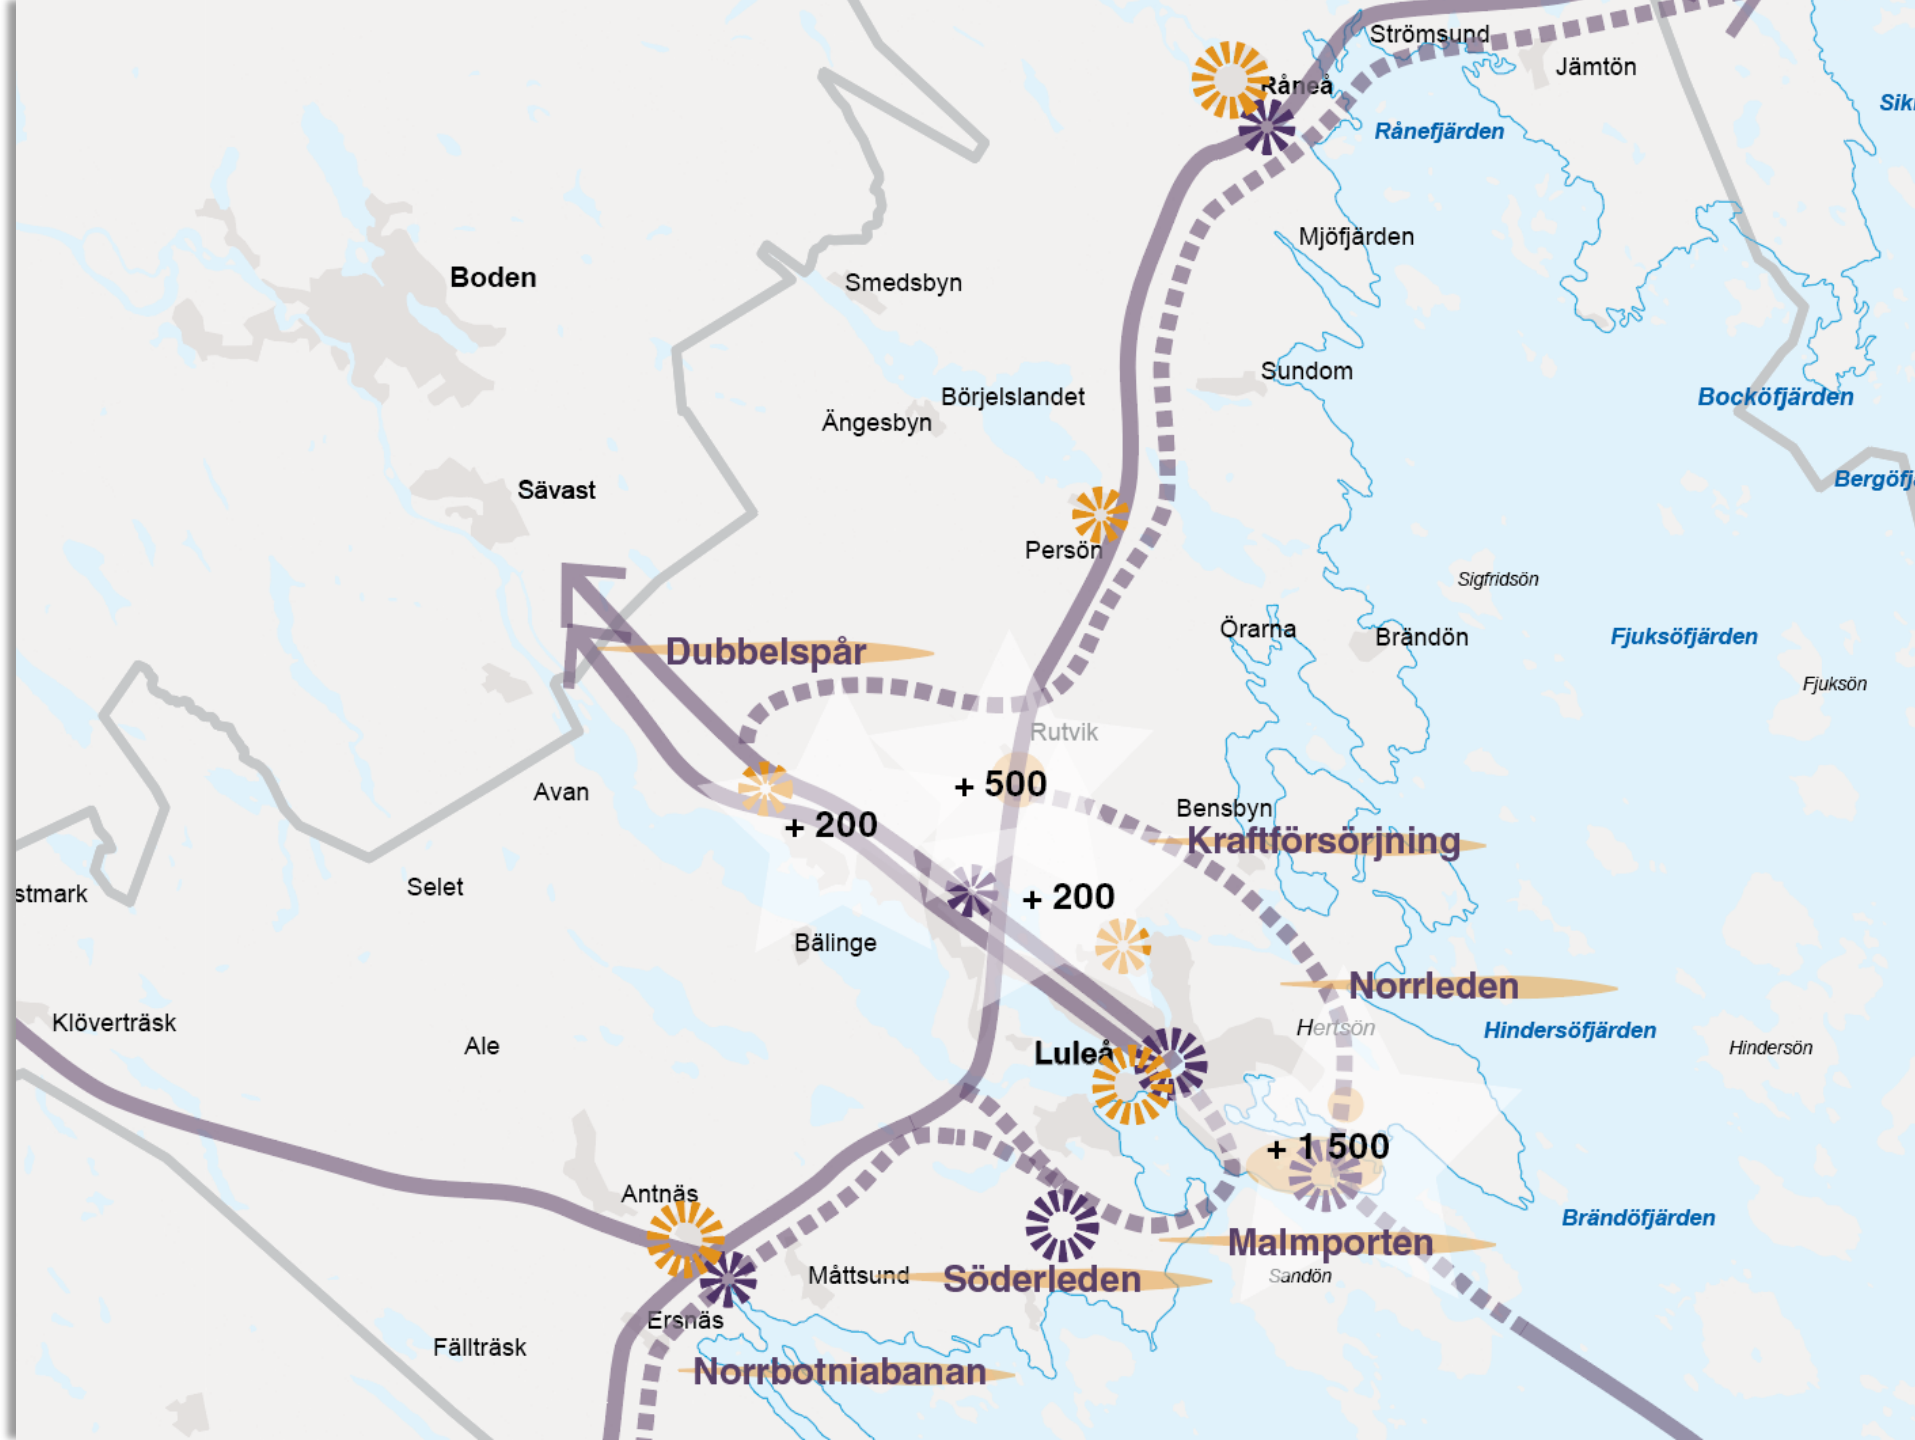 Strömsund
Jämtön
Råneå
Rånefjärden
Mjöfjärden
Boden
Smedsbyn
Sundom
Börjelslandet
Ängesbyn
Bocköfjärden
Sävast
Persön
Sigfridsön
Örarna
Brändön
Fjuksöfjärden
Dubbelspår
Fjuksön
Rutvik
+ 500
Avan
Bensbyn
+ 200
Kraftförsörjning
Selet
stmark
+ 200
Bälinge
Norrleden
Klöverträsk
Hertsön
Hindersöfjärden
Ale
Luleå
Hindersön
+ 1 500
Antnäs
Brändöfjärden
Malmporten
Måttsund
Söderleden
Sandön
Ersnäs
Fällträsk
Norrbotniabanan